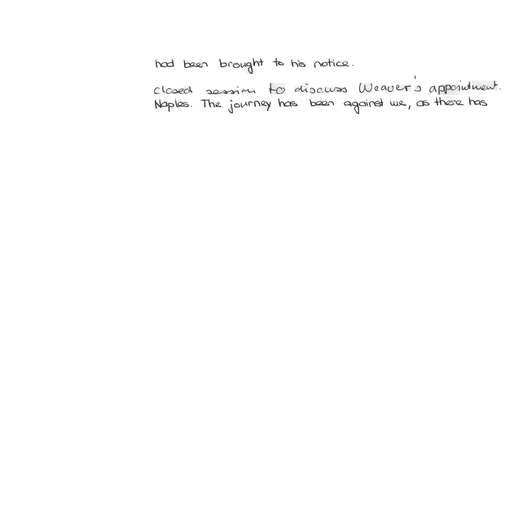 had been brought to his notice.
closed session to discuss Weaver's appointment.
Naples. The journey has been against we, as there has